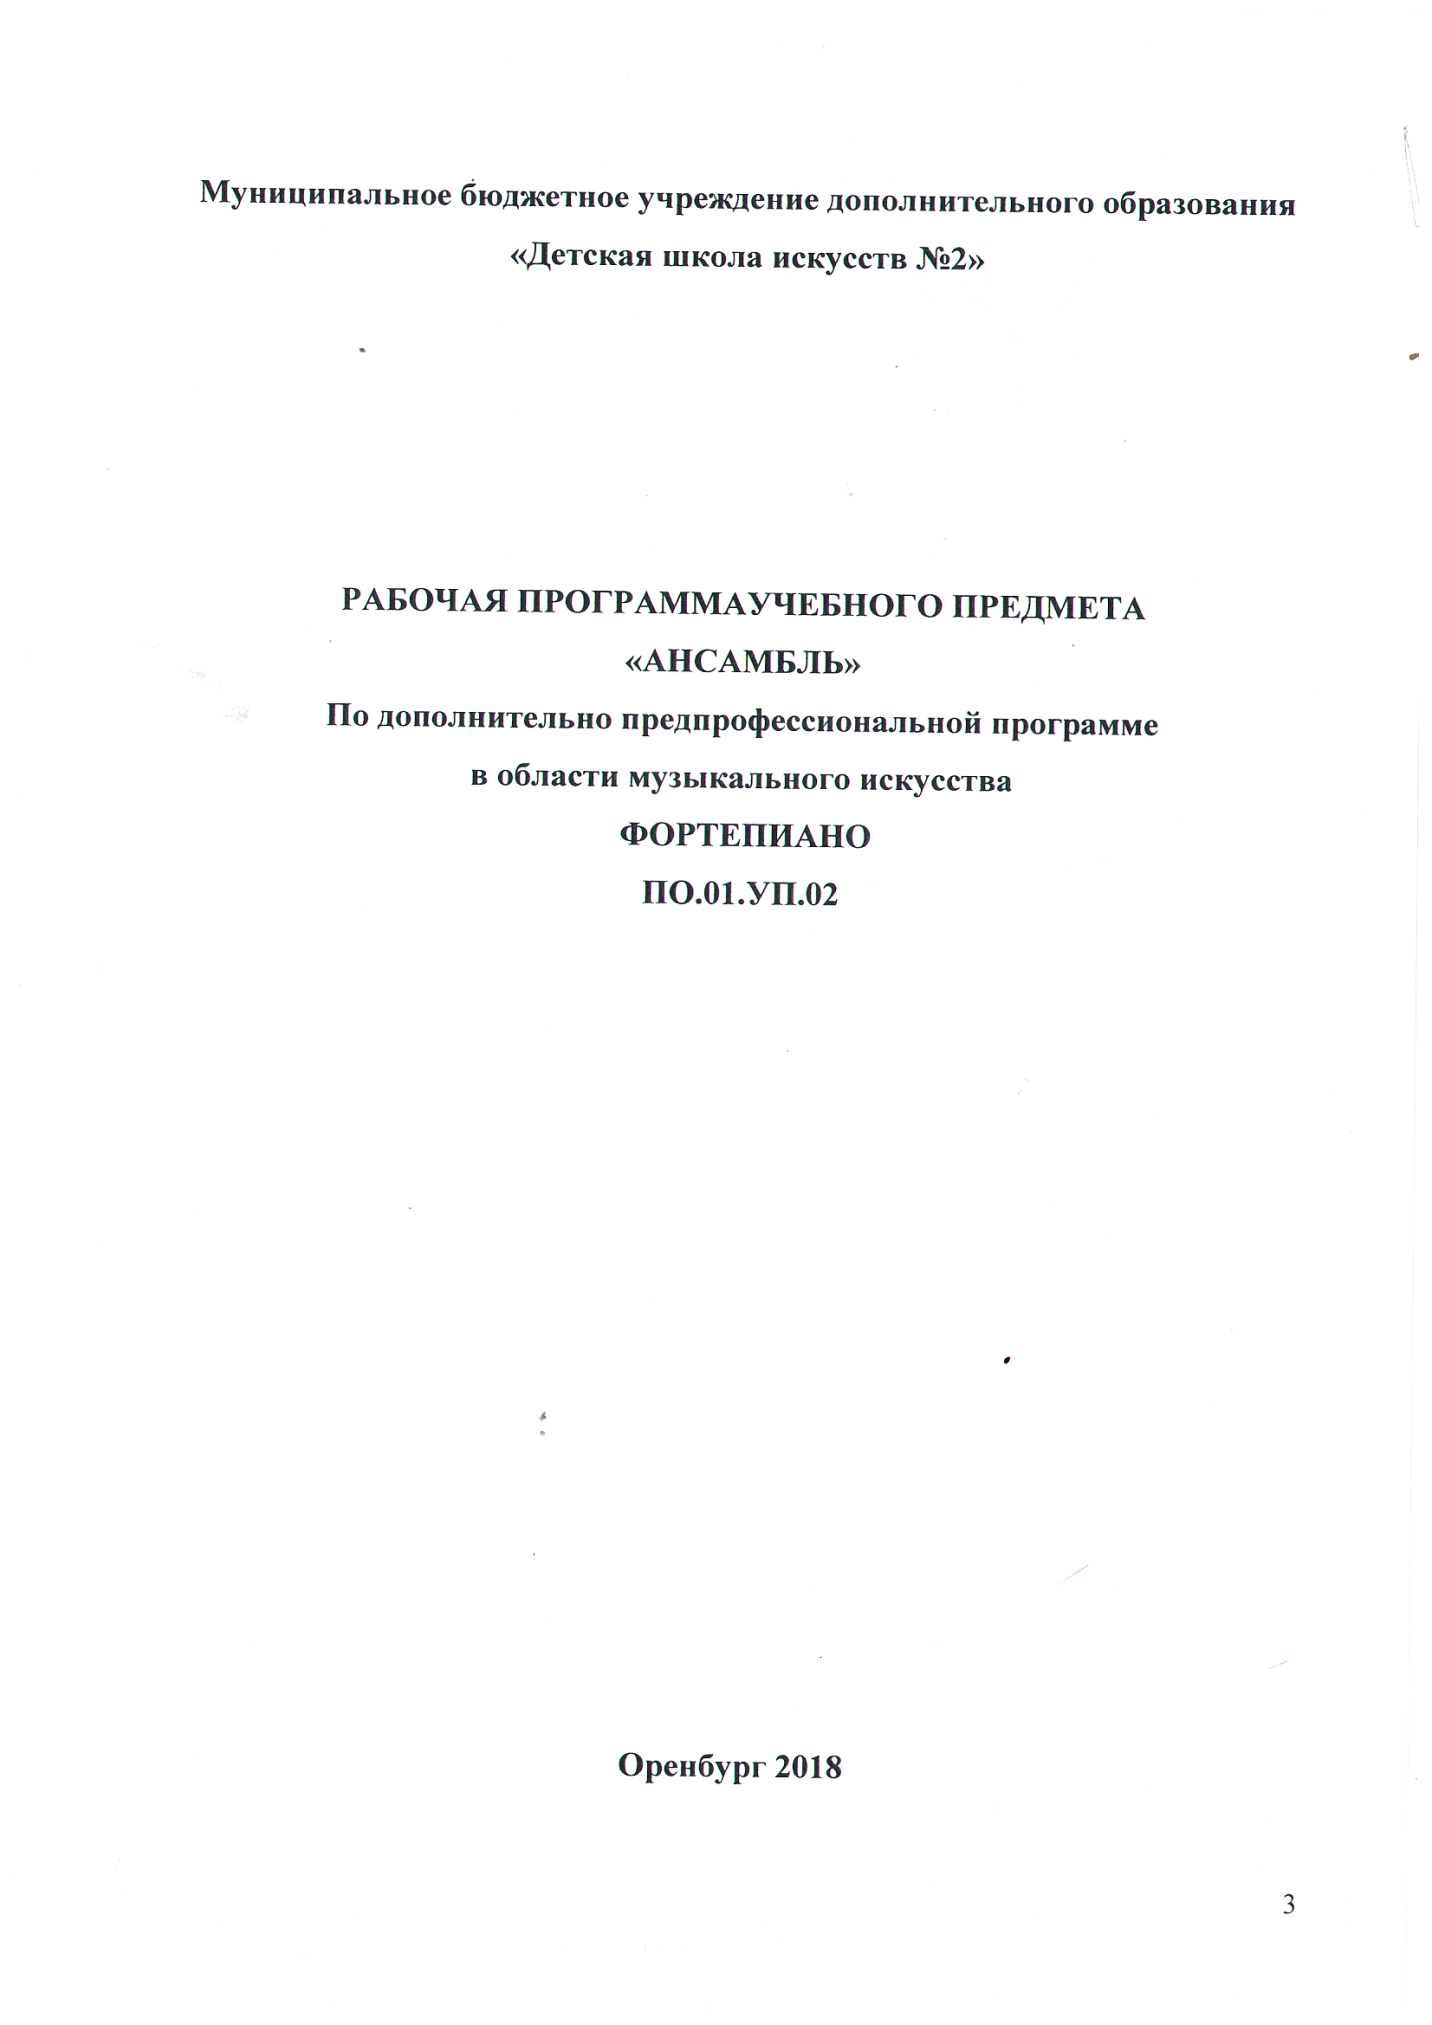 Муниципальное бюджетное учреждение дополнительного образования
«Детская школа искусств №2»
РАБОЧАЯ ПРОГРАММАУЧЕБНОГО ПРЕДМЕТА
«АНСАМБЛЬ»
По дополнительно предпрофессиональной программе
в области музыкального искусства
ФОРТЕПИАНО
ПО.01.УП.02
Оренбург 2018
3